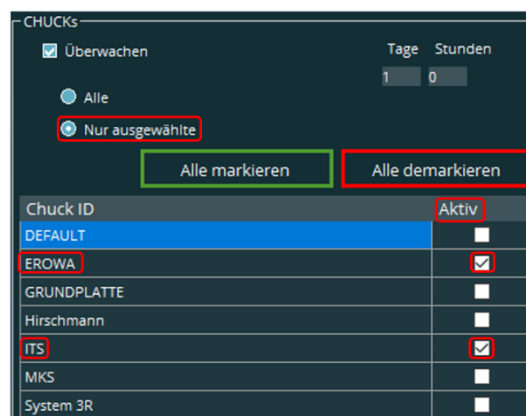 CHUCKs
Überwachen
Tage Stunden
1 0
Alle
Nur ausgewählte
Alle markieren Alle demarkieren
Chuck ID Aktiv
DEFAULT
EROWA
GRUNDPLATTE
Hirschmann
ITS
MKS
System 3R